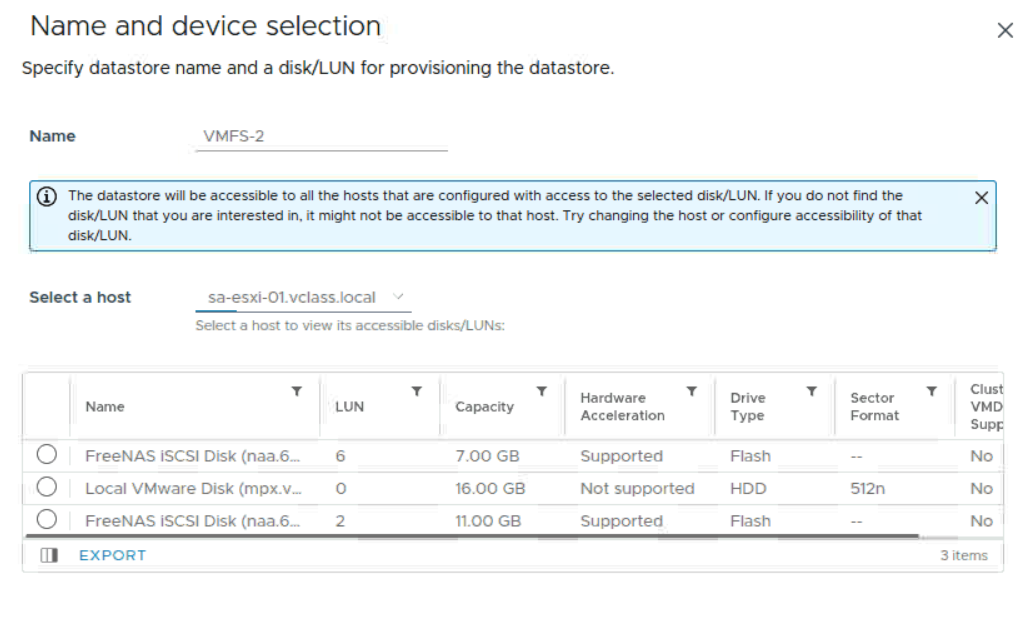 Name and device selection
Specify datastore name and a disk/LUN for provisioning the datastore.
Name VMFS-2
The datastore will be accessible to all the hosts that are configured with access to the selected disk/LUN. If you do not find the
disk/LUN that you are interested in, it might not be accessible to that host. Try changing the host or configure accessibility of that
disk/LUN.
Select a host sa-esxi-01.vclass.local
Select a host to view its accessible disks/LUNs:
Name LUN Capacity Hardware Acceleration Drive Type Sector Format Clust VMD Supp
FreeNAS iSCSI Disk (naa.6... 6 7.00 GB Supported Flash -- No
Local VMware Disk (mpx.v... 0 16.00 GB Not supported HDD 512n No
FreeNAS iSCSI Disk (naa.6... 2 11.00 GB Supported Flash -- No
EXPORT 3 items